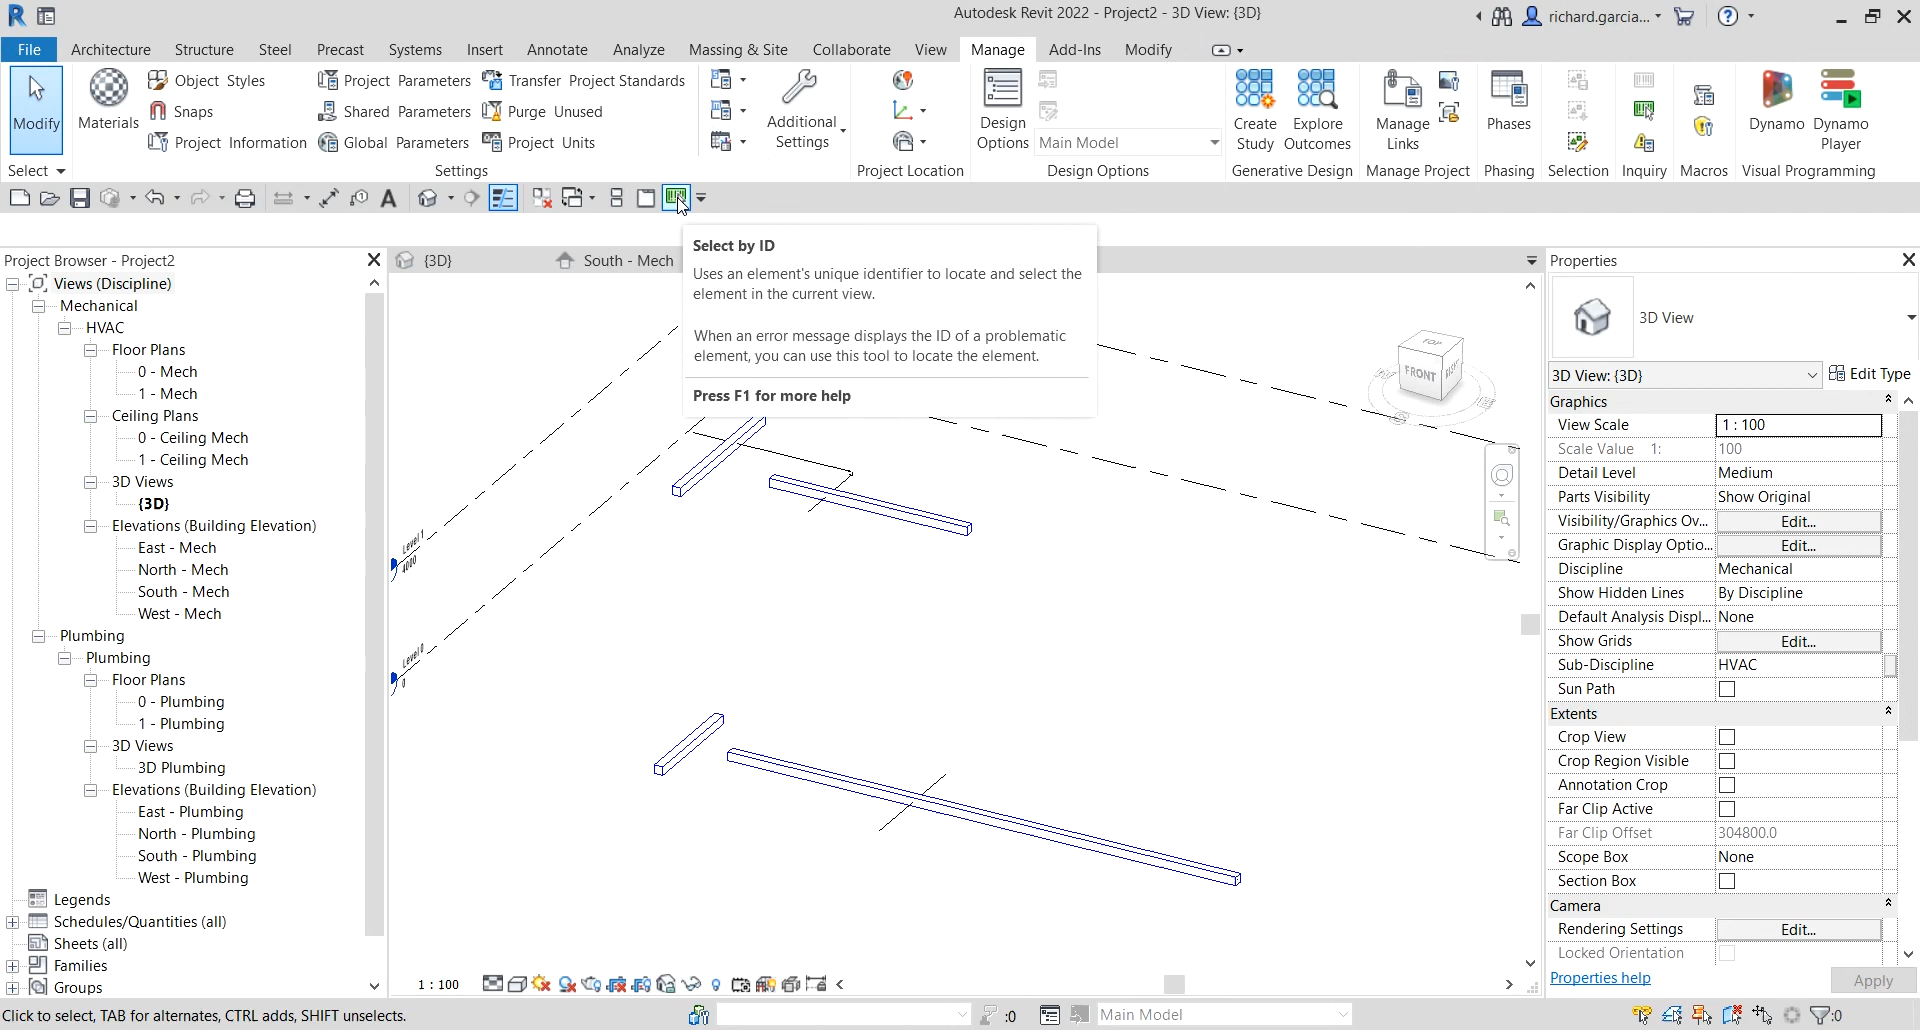 Autodesk Revit 2022 - Project2 - 3D View: {3D}
richard.garcia...
File Architecture Structure Steel Precast Systems Insert Annotate Analyze Massing & Site Collaborate View Manage Add-Ins Modify
Modify
Materials
Object Styles
Snaps
Project Information
Project Parameters
Shared Parameters
Global Parameters
Transfer Project Standards
Purge Unused
Project Units
Additional
Settings
Design
Options
Main Model
Create
Study
Explore
Outcomes
Manage
Links
Phases
Dynamo
Dynamo
Player
Select
Settings
Project Location
Design Options
Generative Design
Manage Project
Phasing
Selection
Inquiry
Macros
Visual Programming
Project Browser - Project2
Views (Discipline)
Mechanical
HVAC
Floor Plans
0 - Mech
1 - Mech
Ceiling Plans
0 - Ceiling Mech
1 - Ceiling Mech
3D Views
{3D}
Elevations (Building Elevation)
East - Mech
North - Mech
South - Mech
West - Mech
Plumbing
Plumbing
Floor Plans
0 - Plumbing
1 - Plumbing
3D Views
3D Plumbing
Elevations (Building Elevation)
East - Plumbing
North - Plumbing
South - Plumbing
West - Plumbing
Legends
Schedules/Quantities (all)
Sheets (all)
Families
Groups
{3D}
South - Mech
Select by ID
Uses an element's unique identifier to locate and select the
element in the current view.
When an error message displays the ID of a problematic
element, you can use this tool to locate the element.
Press F1 for more help
TOP
FRONT
RIGHT
Level 1
4000
Level 0
0
Properties
3D View
3D View: {3D}
Edit Type
Graphics
View Scale 1 : 100
Scale Value 1: 100
Detail Level Medium
Parts Visibility Show Original
Visibility/Graphics Ov... Edit...
Graphic Display Optio... Edit...
Discipline Mechanical
Show Hidden Lines By Discipline
Default Analysis Displ... None
Show Grids Edit...
Sub-Discipline HVAC
Sun Path
Extents
Crop View
Crop Region Visible
Annotation Crop
Far Clip Active
Far Clip Offset 304800.0
Scope Box None
Section Box
Camera
Rendering Settings Edit...
Locked Orientation
Properties help
Apply
1 : 100
Click to select, TAB for alternates, CTRL adds, SHIFT unselects.
:0
Main Model
:0